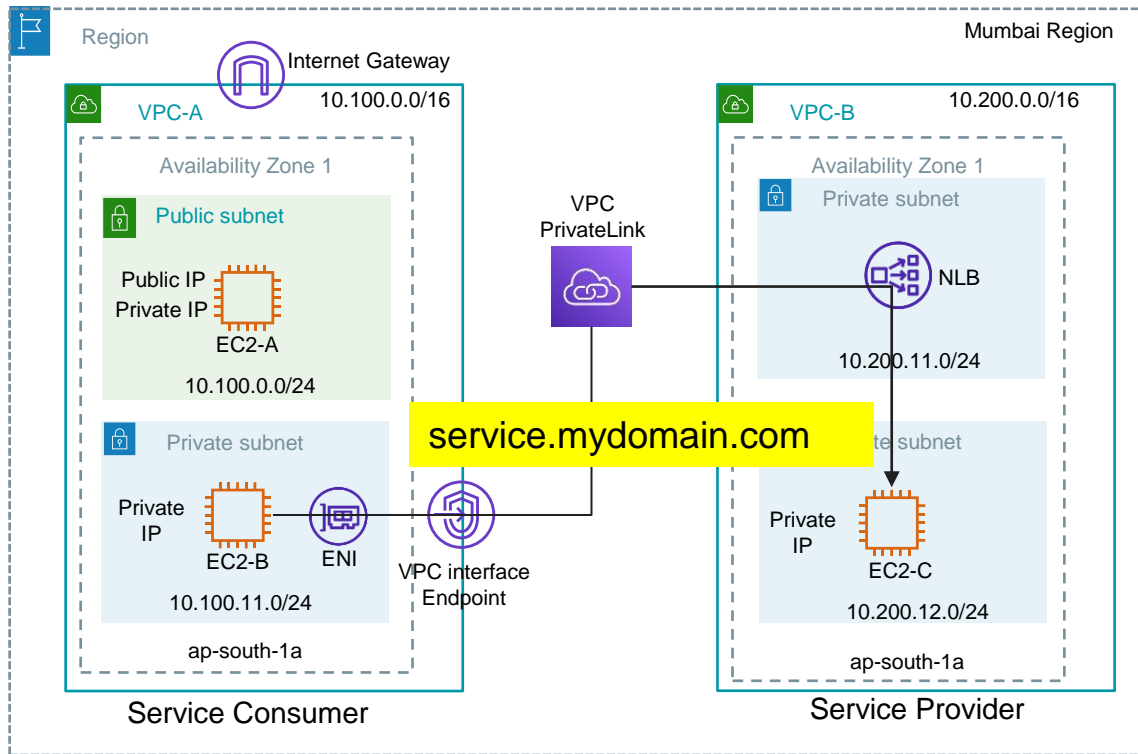 Region
Mumbai Region
Internet Gateway
VPC-A
10.100.0.0/16
Availability Zone 1
Public subnet
Public IP
Private IP
EC2-A
10.100.0.0/24
Private subnet
Private
IP
EC2-B
ENI
10.100.11.0/24
ap-south-1a
Service Consumer
VPC
PrivateLink
service.mydomain.com
VPC interface
Endpoint
VPC-B
10.200.0.0/16
Availability Zone 1
Private subnet
NLB
10.200.11.0/24
subnet
Private
IP
EC2-C
10.200.12.0/24
ap-south-1a
Service Provider